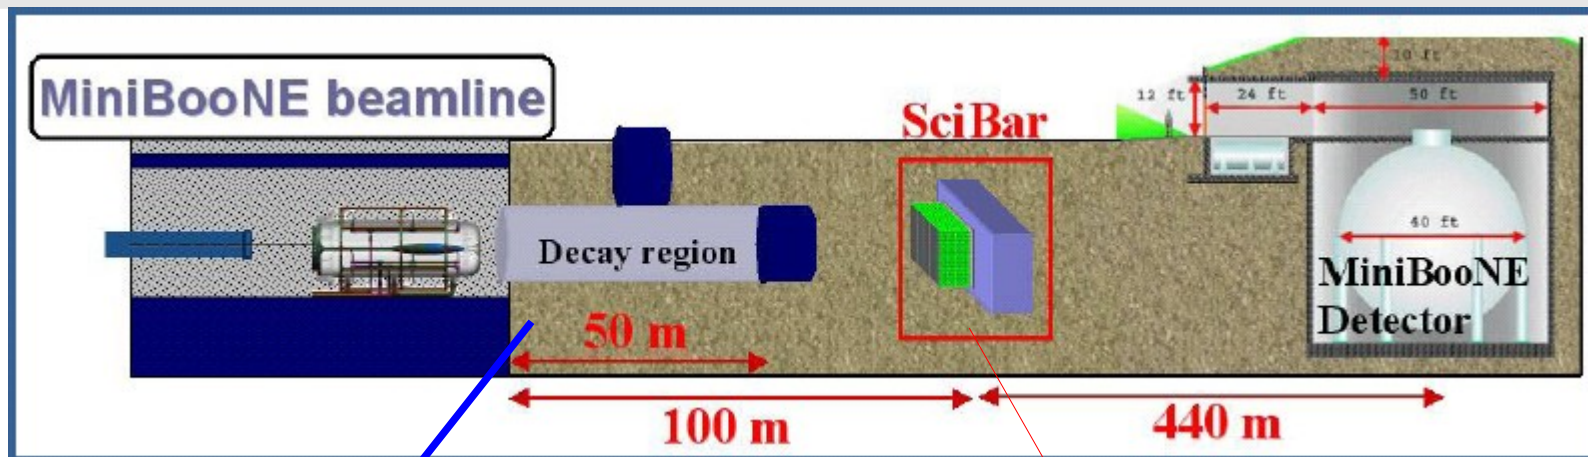 MiniBooNE beamline
SciBar
10 ft
12 ft
24 ft
50 ft
40 ft
Decay region
MiniBooNE
Detector
50 m
100 m
440 m